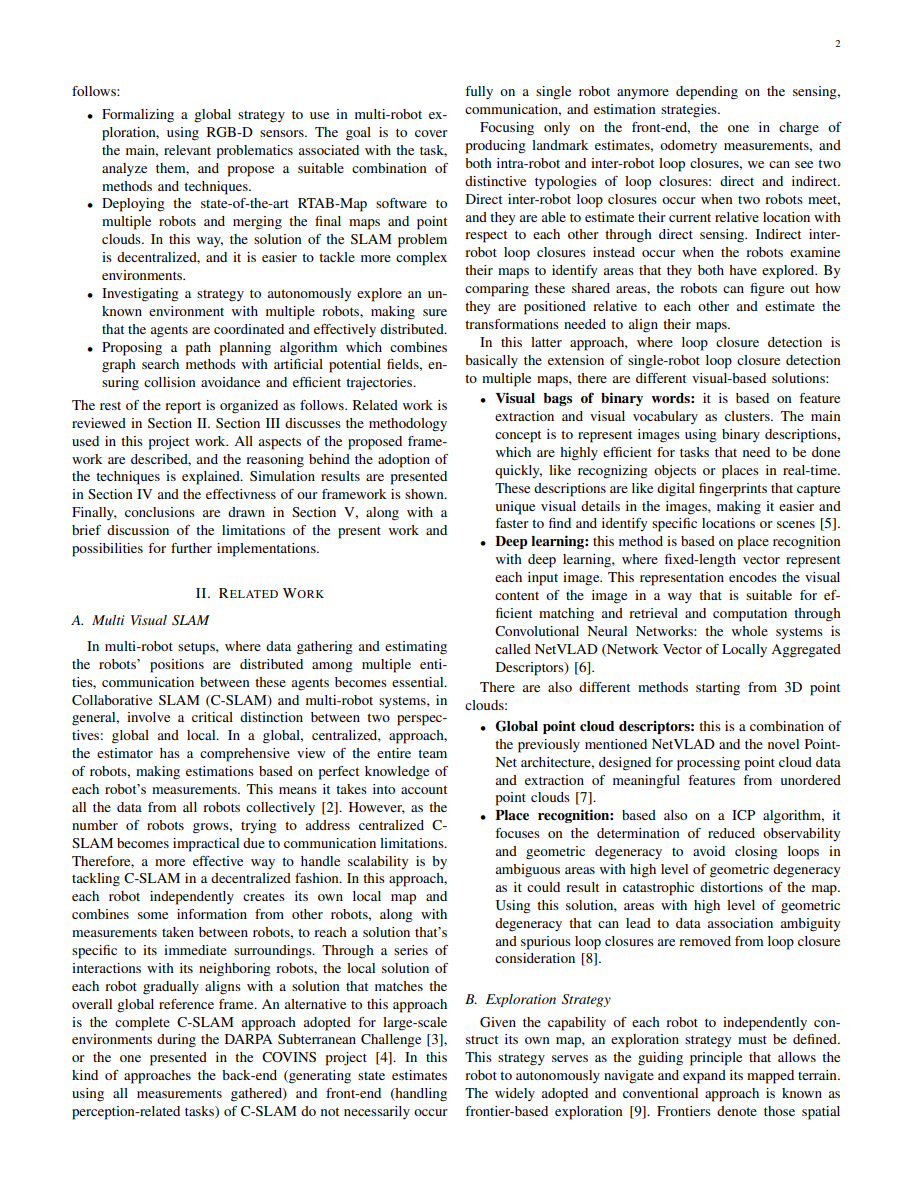 2
follows:
• Formalizing a global strategy to use in multi-robot ex-
ploration, using RGB-D sensors. The goal is to cover
the main, relevant problematics associated with the task,
analyze them, and propose a suitable combination of
methods and techniques.
• Deploying the state-of-the-art RTAB-Map software to
multiple robots and merging the final maps and point
clouds. In this way, the solution of the SLAM problem
is decentralized, and it is easier to tackle more complex
environments.
• Investigating a strategy to autonomously explore an un-
known environment with multiple robots, making sure
that the agents are coordinated and effectively distributed.
• Proposing a path planning algorithm which combines
graph search methods with artificial potential fields, en-
suring collision avoidance and efficient trajectories.
The rest of the report is organized as follows. Related work is
reviewed in Section II. Section III discusses the methodology
used in this project work. All aspects of the proposed frame-
work are described, and the reasoning behind the adoption of
the techniques is explained. Simulation results are presented
in Section IV and the effectivness of our framework is shown.
Finally, conclusions are drawn in Section V, along with a
brief discussion of the limitations of the present work and
possibilities for further implementations.
II. RELATED WORK
A. Multi Visual SLAM
In multi-robot setups, where data gathering and estimating
the robots' positions are distributed among multiple enti-
ties, communication between these agents becomes essential.
Collaborative SLAM (C-SLAM) and multi-robot systems, in
general, involve a critical distinction between two perspec-
tives: global and local. In a global, centralized, approach,
the estimator has a comprehensive view of the entire team
of robots, making estimations based on perfect knowledge of
each robot's measurements. This means it takes into account
all the data from all robots collectively [2]. However, as the
number of robots grows, trying to address centralized C-
SLAM becomes impractical due to communication limitations.
Therefore, a more effective way to handle scalability is by
tackling C-SLAM in a decentralized fashion. In this approach,
each robot independently creates its own local map and
combines some information from other robots, along with
measurements taken between robots, to reach a solution that's
specific to its immediate surroundings. Through a series of
interactions with its neighboring robots, the local solution of
each robot gradually aligns with a solution that matches the
overall global reference frame. An alternative to this approach
is the complete C-SLAM approach adopted for large-scale
environments during the DARPA Subterranean Challenge [3],
or the one presented in the COVINS project [4]. In this
kind of approaches the back-end (generating state estimates
using all measurements gathered) and front-end (handling
perception-related tasks) of C-SLAM do not necessarily occur
fully on a single robot anymore depending on the sensing,
communication, and estimation strategies.
Focusing only on the front-end, the one in charge of
producing landmark estimates, odometry measurements, and
both intra-robot and inter-robot loop closures, we can see two
distinctive typologies of loop closures: direct and indirect.
Direct inter-robot loop closures occur when two robots meet,
and they are able to estimate their current relative location with
respect to each other through direct sensing. Indirect inter-
robot loop closures instead occur when the robots examine
their maps to identify areas that they both have explored. By
comparing these shared areas, the robots can figure out how
they are positioned relative to each other and estimate the
transformations needed to align their maps.
In this latter approach, where loop closure detection is
basically the extension of single-robot loop closure detection
to multiple maps, there are different visual-based solutions:
• Visual bags of binary words: it is based on feature
extraction and visual vocabulary as clusters. The main
concept is to represent images using binary descriptions,
which are highly efficient for tasks that need to be done
quickly, like recognizing objects or places in real-time.
These descriptions are like digital fingerprints that capture
unique visual details in the images, making it easier and
faster to find and identify specific locations or scenes [5].
• Deep learning: this method is based on place recognition
with deep learning, where fixed-length vector represent
each input image. This representation encodes the visual
content of the image in a way that is suitable for ef-
ficient matching and retrieval and computation through
Convolutional Neural Networks: the whole systems is
called NetVLAD (Network Vector of Locally Aggregated
Descriptors) [6].
There are also different methods starting from 3D point
clouds:
• Global point cloud descriptors: this is a combination of
the previously mentioned NetVLAD and the novel Point-
Net architecture, designed for processing point cloud data
and extraction of meaningful features from unordered
point clouds [7].
• Place recognition: based also on a ICP algorithm, it
focuses on the determination of reduced observability
and geometric degeneracy to avoid closing loops in
ambiguous areas with high level of geometric degeneracy
as it could result in catastrophic distortions of the map.
Using this solution, areas with high level of geometric
degeneracy that can lead to data association ambiguity
and spurious loop closures are removed from loop closure
consideration [8].
B. Exploration Strategy
Given the capability of each robot to independently con-
struct its own map, an exploration strategy must be defined.
This strategy serves as the guiding principle that allows the
robot to autonomously navigate and expand its mapped terrain.
The widely adopted and conventional approach is known as
frontier-based exploration [9]. Frontiers denote those spatial